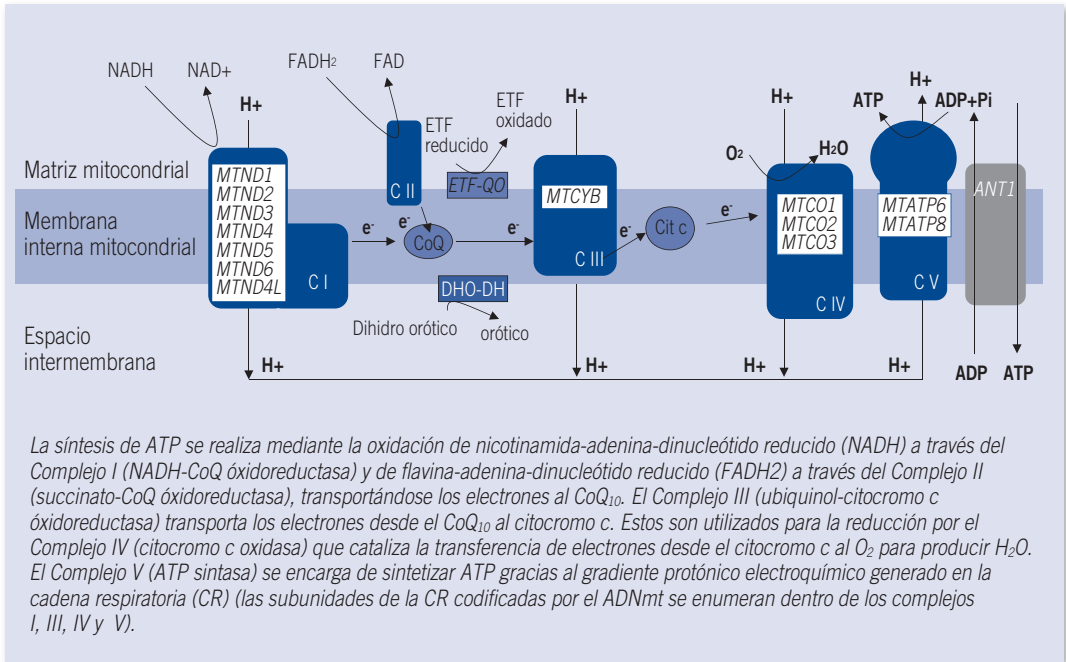 NADH
NAD+
FADH2
FAD
H+
ETF
reducido
ETF
oxidado
H+
H+
O2
H2O
ATP
H+
ADP+Pi
Matriz mitocondrial
Membrana
interna mitocondrial
Espacio
intermembrana
MTND1
MTND2
MTND3
MTND4
MTND5
MTND6
MTND4L
C I
e-
C II
e-
CoQ
ETF-QO
e-
DHO-DH
Dihidro orótico
orótico
MTCYB
C III
e-
Cit c
e-
MTCO1
MTCO2
MTCO3
C IV
MTATP6
MTATP8
C V
ANT1
H+
H+
H+
H+
ADP
ATP
La síntesis de ATP se realiza mediante la oxidación de nicotinamida-adenina-dinucleótido reducido (NADH) a través del
Complejo I (NADH-CoQ óxidoreductasa) y de flavina-adenina-dinucleótido reducido (FADH2) a través del Complejo II
(succinato-CoQ óxidoreductasa), transportándose los electrones al CoQ10. El Complejo III (ubiquinol-citocromo c
óxidoreductasa) transporta los electrones desde el CoQ10 al citocromo c. Estos son utilizados para la reducción por el
Complejo IV (citocromo c oxidasa) que cataliza la transferencia de electrones desde el citocromo c al O2 para producir H2O.
El Complejo V (ATP sintasa) se encarga de sintetizar ATP gracias al gradiente protónico electroquímico generado en la
cadena respiratoria (CR) (las subunidades de la CR codificadas por el ADNmt se enumeran dentro de los complejos
I, III, IV y V).